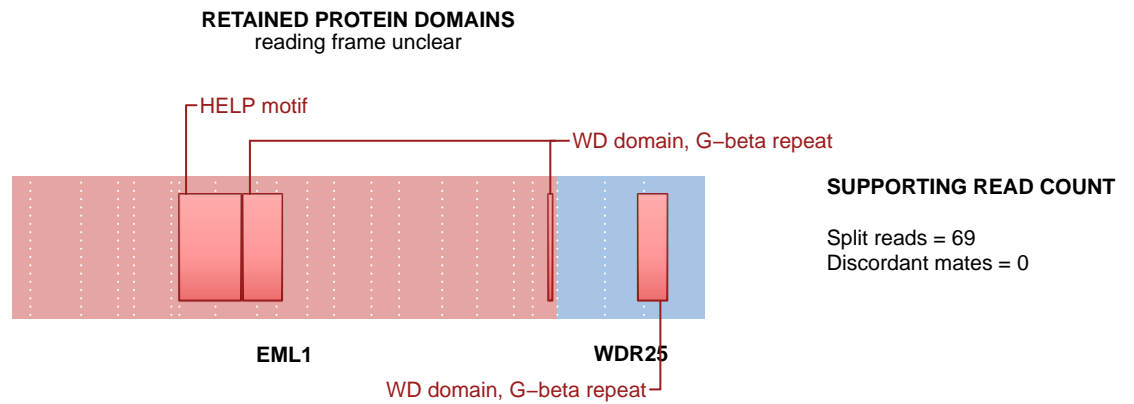 RETAINED PROTEIN DOMAINS
reading frame unclear
HELP motif
WD domain, G−beta repeat
SUPPORTING READ COUNT
Split reads = 69
Discordant mates = 0
EML1
WDR25
WD domain, G−beta repeat